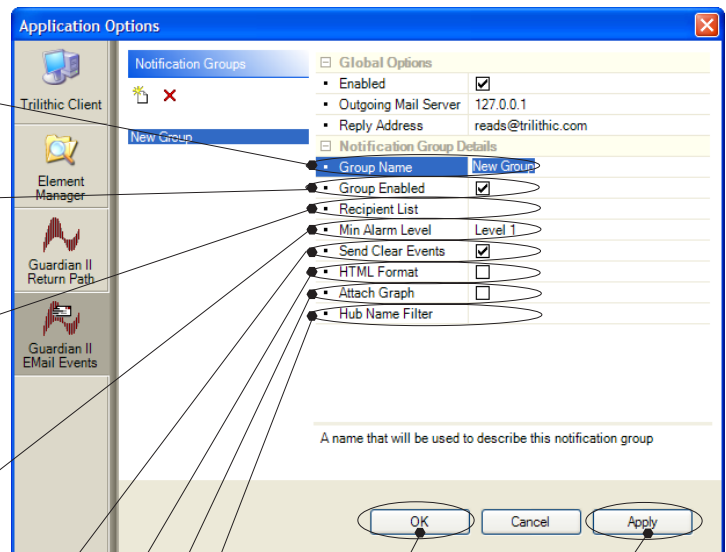 Application Options
Trilithic Client
Element
Manager
Guardian II
Return Path
Guardian II
EMail Events
Notification Groups
New Group
Global Options
Enabled
Outgoing Mail Server 127.0.0.1
Reply Address reads@trilithic.com
Notification Group Details
Group Name New Group
Group Enabled
Recipient List
Min Alarm Level Level 1
Send Clear Events
HTML Format
Attach Graph
Hub Name Filter
A name that will be used to describe this notification group
OK Cancel Apply